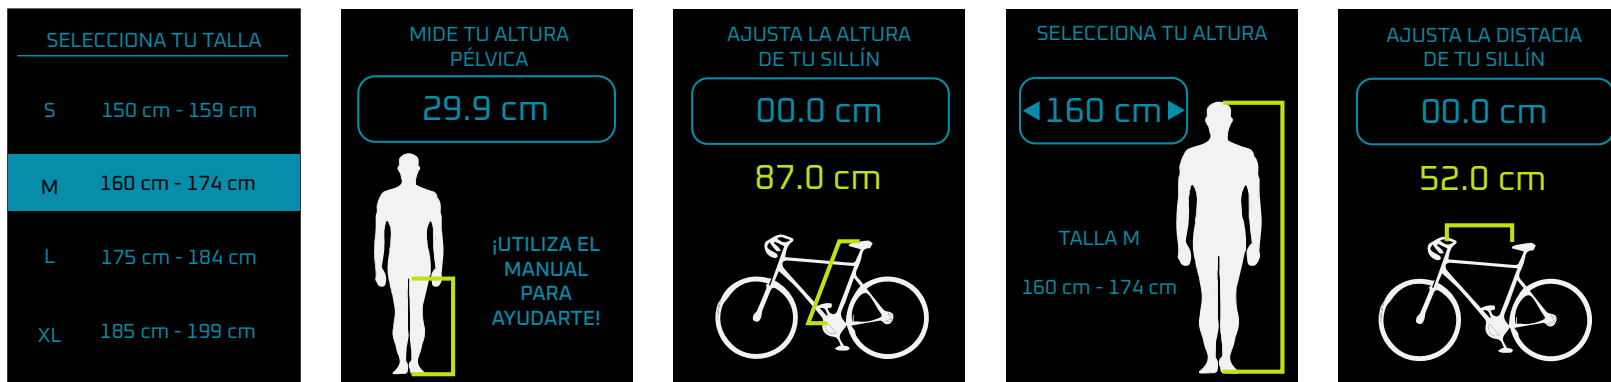 SELECCIONA TU TALLA
S 150 cm - 159 cm
M 160 cm - 174 cm
L 175 cm - 184 cm
XL 185 cm - 199 cm
MIDE TU ALTURA
PÉLVICA
29.9 cm
¡UTILIZA EL
MANUAL
PARA
AYUDARTE!
AJUSTA LA ALTURA
DE TU SILLÍN
00.0 cm
87.0 cm
SELECCIONA TU ALTURA
160 cm
TALLA M
160 cm - 174 cm
AJUSTA LA DISTACIA
DE TU SILLÍN
00.0 cm
52.0 cm